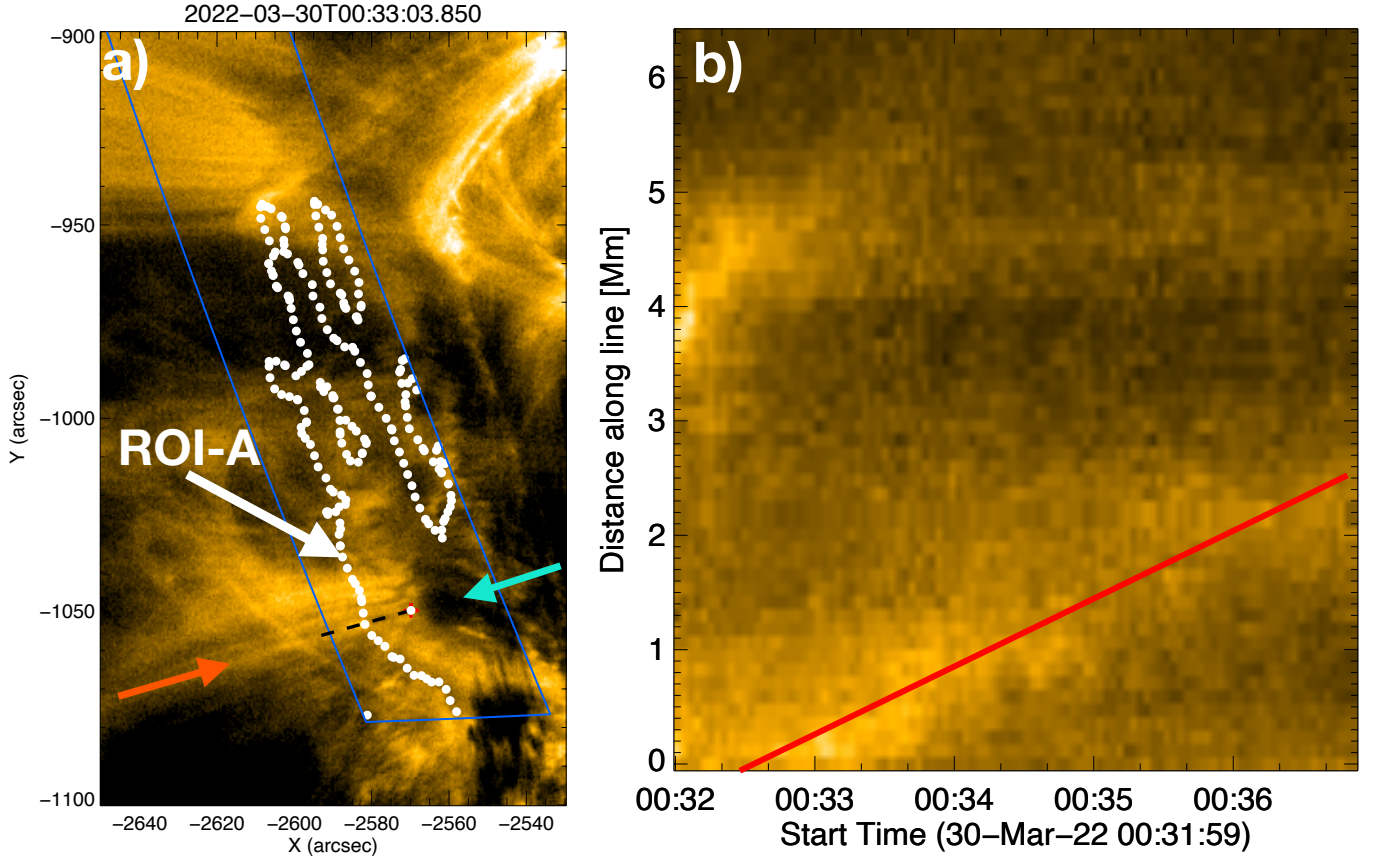 2022−03−30T00:33:03.850
a)
−900
−950
−1000
−1050
−1100
Y (arcsec)
ROI-A
−2640 −2620 −2600 −2580 −2560 −2540
X (arcsec)
b)
6
5
4
3
2
1
0
Distance along line [Mm]
00:32 00:33 00:34 00:35 00:36
Start Time (30−Mar−22 00:31:59)